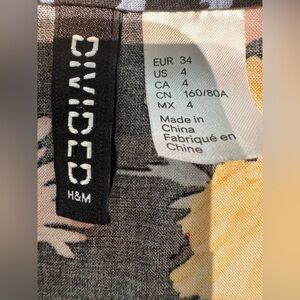 DIVIDED
H&M
EUR 34
US 4
CA 4
CN 160/80A
MX 4
Made in
China
Fabriqué en
Chine